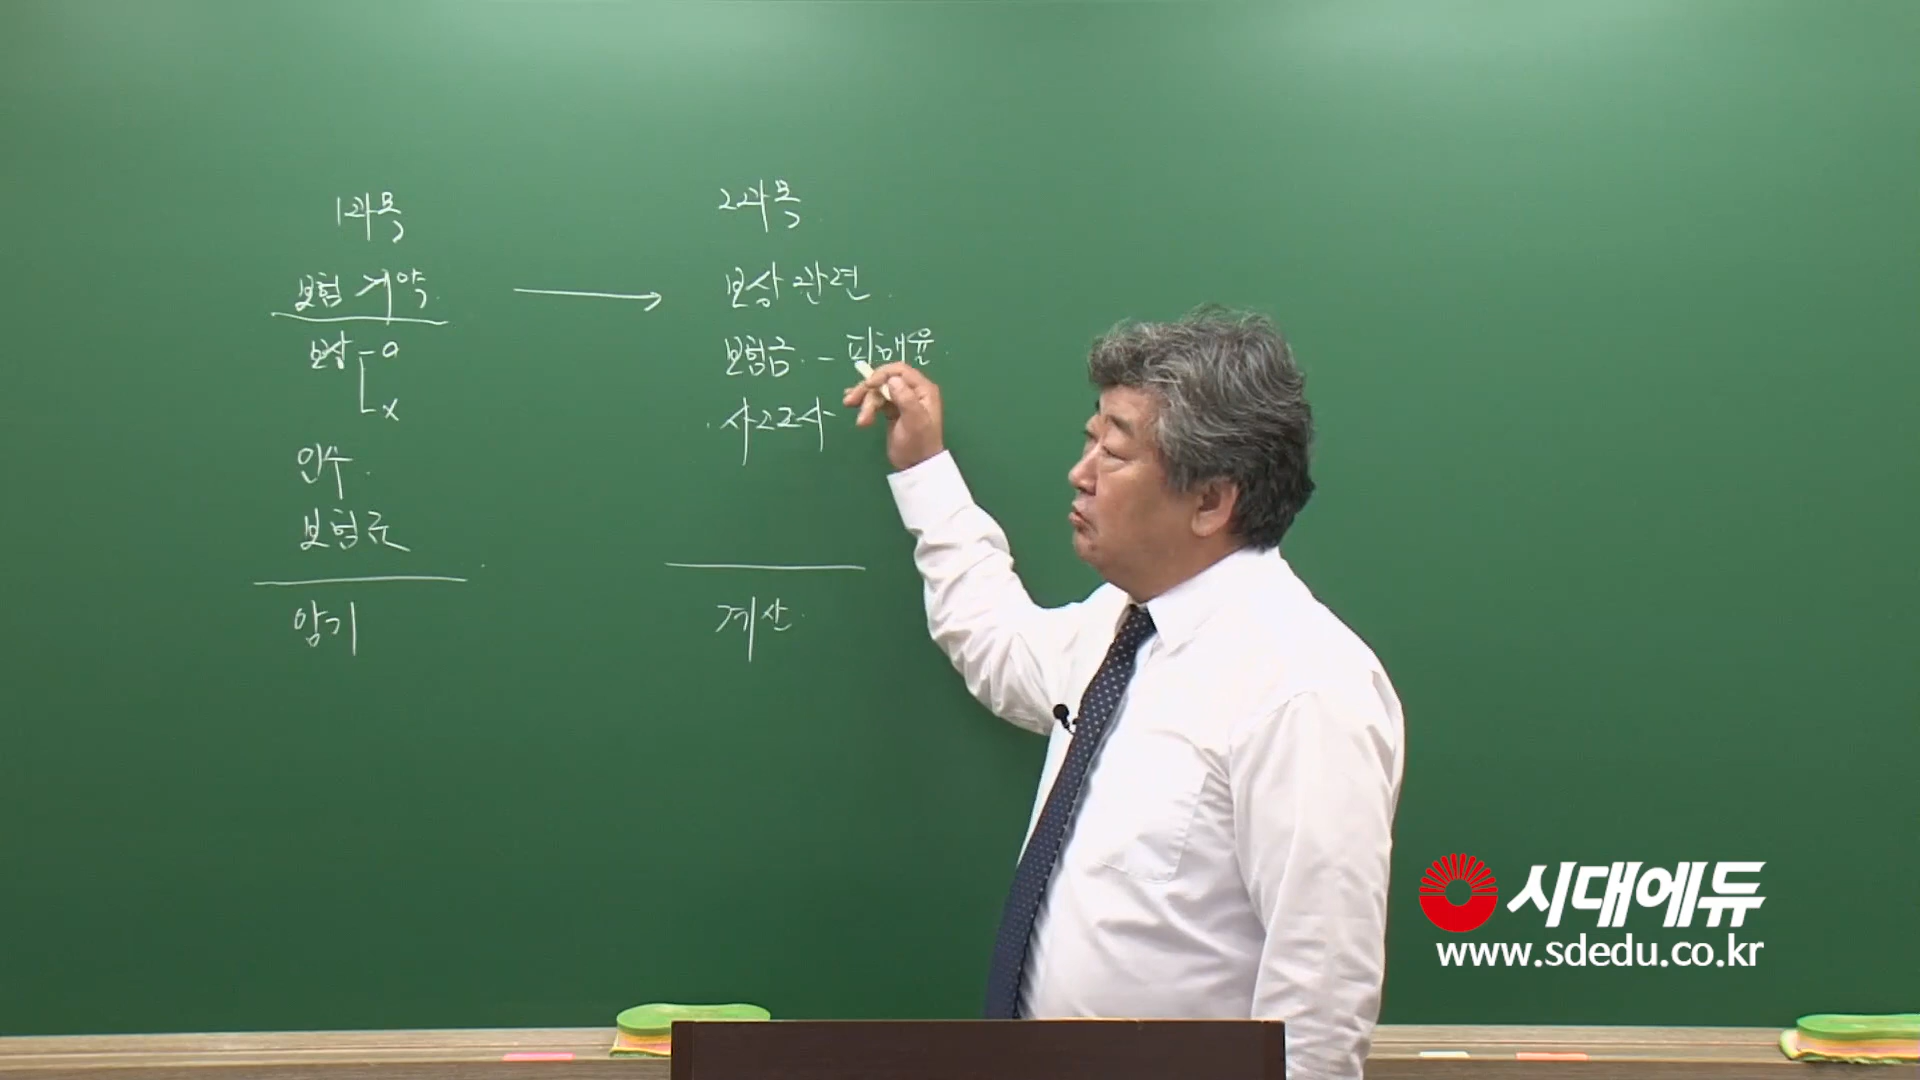 1과목
보험계약
보상 o
x
인수
보험료
암기
2과목
보상관련
보험금 - 피해율
사고조사
계산
시대에듀
www.sdedu.co.kr